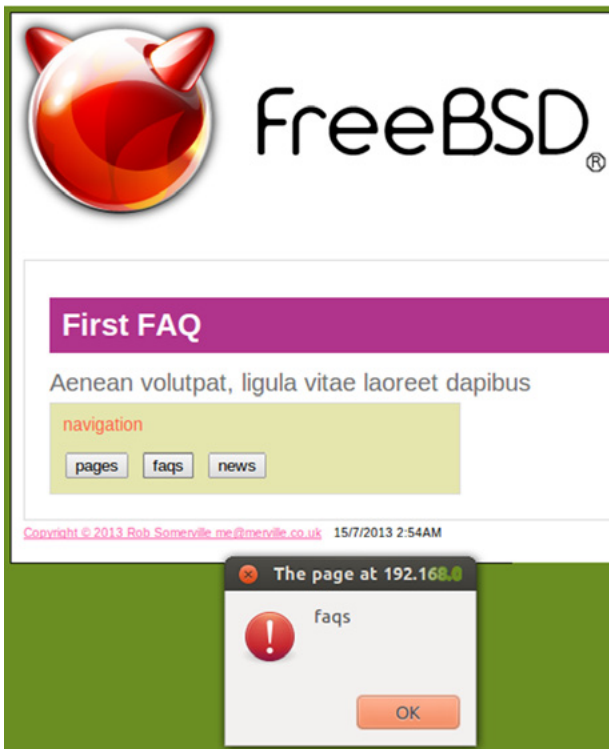 FreeBSD®
First FAQ
Aenean volutpat, ligula vitae laoreet dapibus
navigation
pages faqs news
Copyright © 2013 Rob Somerville me@merville.co.uk 15/7/2013 2:54AM
The page at 192.168.0
faqs
OK